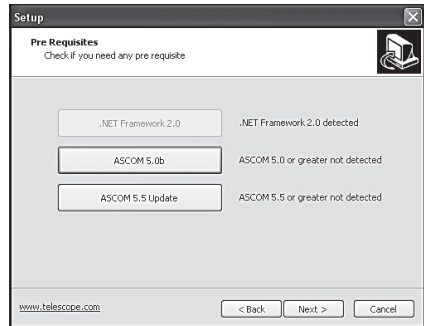 Setup
Pre Requisites
Check if you need any pre requisite
.NET Framework 2.0
.NET Framework 2.0 detected
ASCOM 5.0b
ASCOM 5.0 or greater not detected
ASCOM 5.5 Update
ASCOM 5.5 or greater not detected
www.telescope.com
< Back
Next >
Cancel